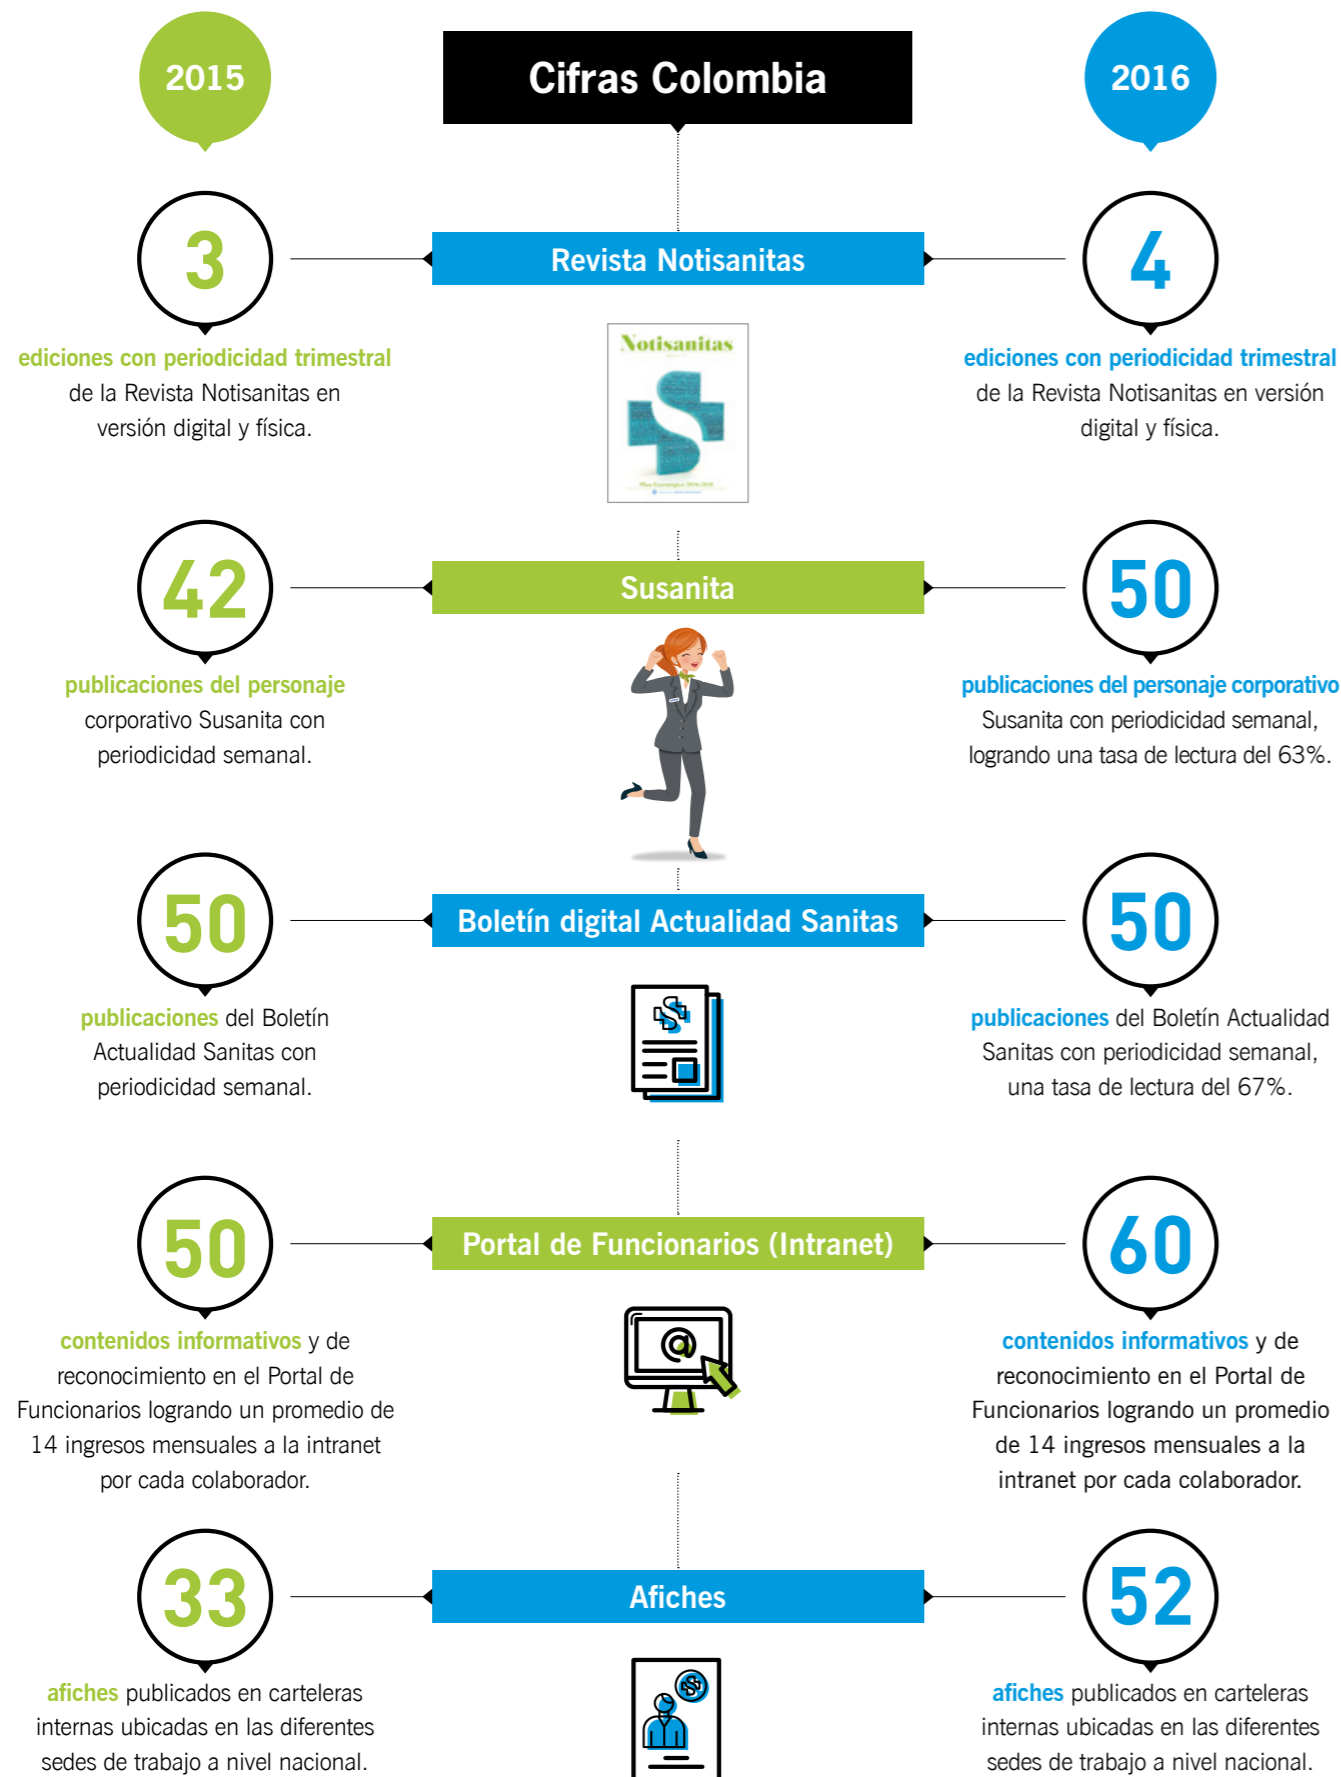 2015
Cifras Colombia
2016
3
Revista Notisanitas
4
ediciones con periodicidad trimestral
de la Revista Notisanitas en
versión digital y física.
Notisanitas
Plan Estratégico 2016-2018
ediciones con periodicidad trimestral
de la Revista Notisanitas en versión
digital y física.
42
Susanita
50
publicaciones del personaje
corporativo Susanita con
periodicidad semanal.
publicaciones del personaje corporativo
Susanita con periodicidad semanal,
logrando una tasa de lectura del 63%.
50
Boletín digital Actualidad Sanitas
50
publicaciones del Boletín
Actualidad Sanitas con
periodicidad semanal.
publicaciones del Boletín Actualidad
Sanitas con periodicidad semanal,
una tasa de lectura del 67%.
50
Portal de Funcionarios (Intranet)
60
contenidos informativos y de
reconocimiento en el Portal de
Funcionarios logrando un promedio de
14 ingresos mensuales a la intranet
por cada colaborador.
@
contenidos informativos y de
reconocimiento en el Portal de
Funcionarios logrando un promedio
de 14 ingresos mensuales a la
intranet por cada colaborador.
33
Afiches
52
afiches publicados en carteleras
internas ubicadas en las diferentes
sedes de trabajo a nivel nacional.
afiches publicados en carteleras
internas ubicadas en las diferentes
sedes de trabajo a nivel nacional.